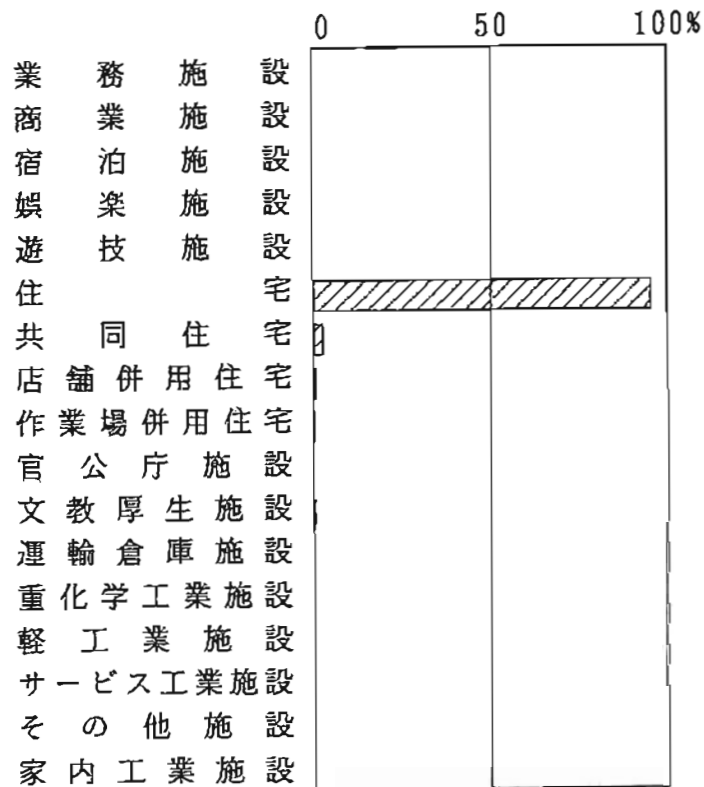 0 50 100%
業務施設
商業施設
宿泊施設
娯楽施設
遊技施設
住宅
共同住宅
店舗併用住宅
作業場併用住宅
官公庁施設
文教厚生施設
運輸倉庫施設
重化学工業施設
軽工業施設
サービス工業施設
その他施設
家内工業施設